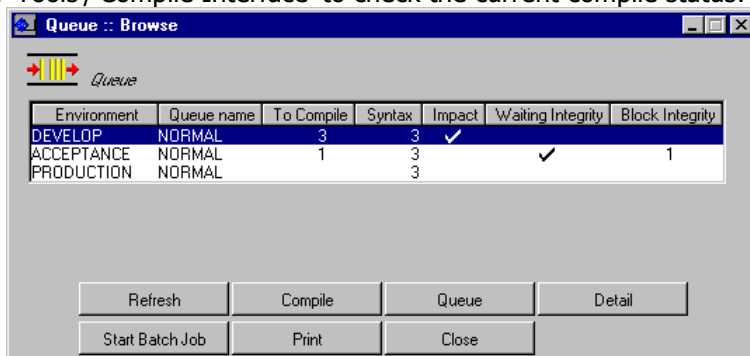 Tools / Compile Interface to check the current compile status.
Queue :: Browse
Queue
Environment Queue name To Compile Syntax Impact Waiting Integrity Block Integrity
DEVELOP NORMAL 3 3 ✓
ACCEPTANCE NORMAL 1 3 ✓ 1
PRODUCTION NORMAL 3
Refresh Compile Queue Detail
Start Batch Job Print Close